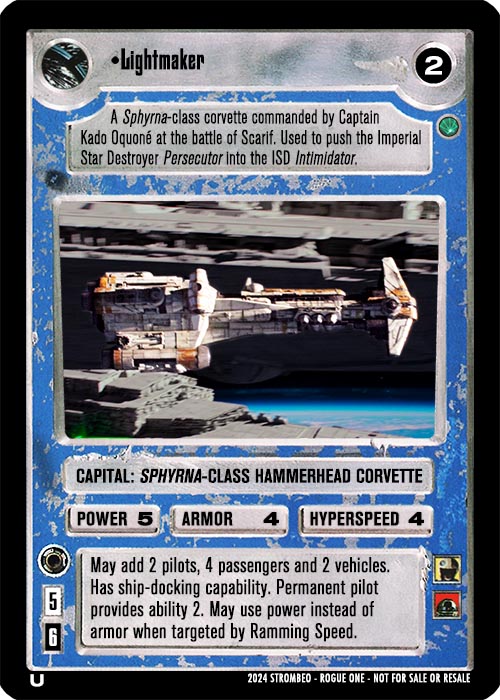 •Lightmaker
2
A Sphyrna-class corvette commanded by Captain
Kado Oquoné at the battle of Scarif. Used to push the Imperial
Star Destroyer Persecutor into the ISD Intimidator.
CAPITAL: SPHYRNA-CLASS HAMMERHEAD CORVETTE
POWER 5 ARMOR 4 HYPERSPEED 4
May add 2 pilots, 4 passengers and 2 vehicles.
Has ship-docking capability. Permanent pilot
provides ability 2. May use power instead of
armor when targeted by Ramming Speed.
5
6
U
2024 STROMBEO - ROGUE ONE - NOT FOR SALE OR RESALE